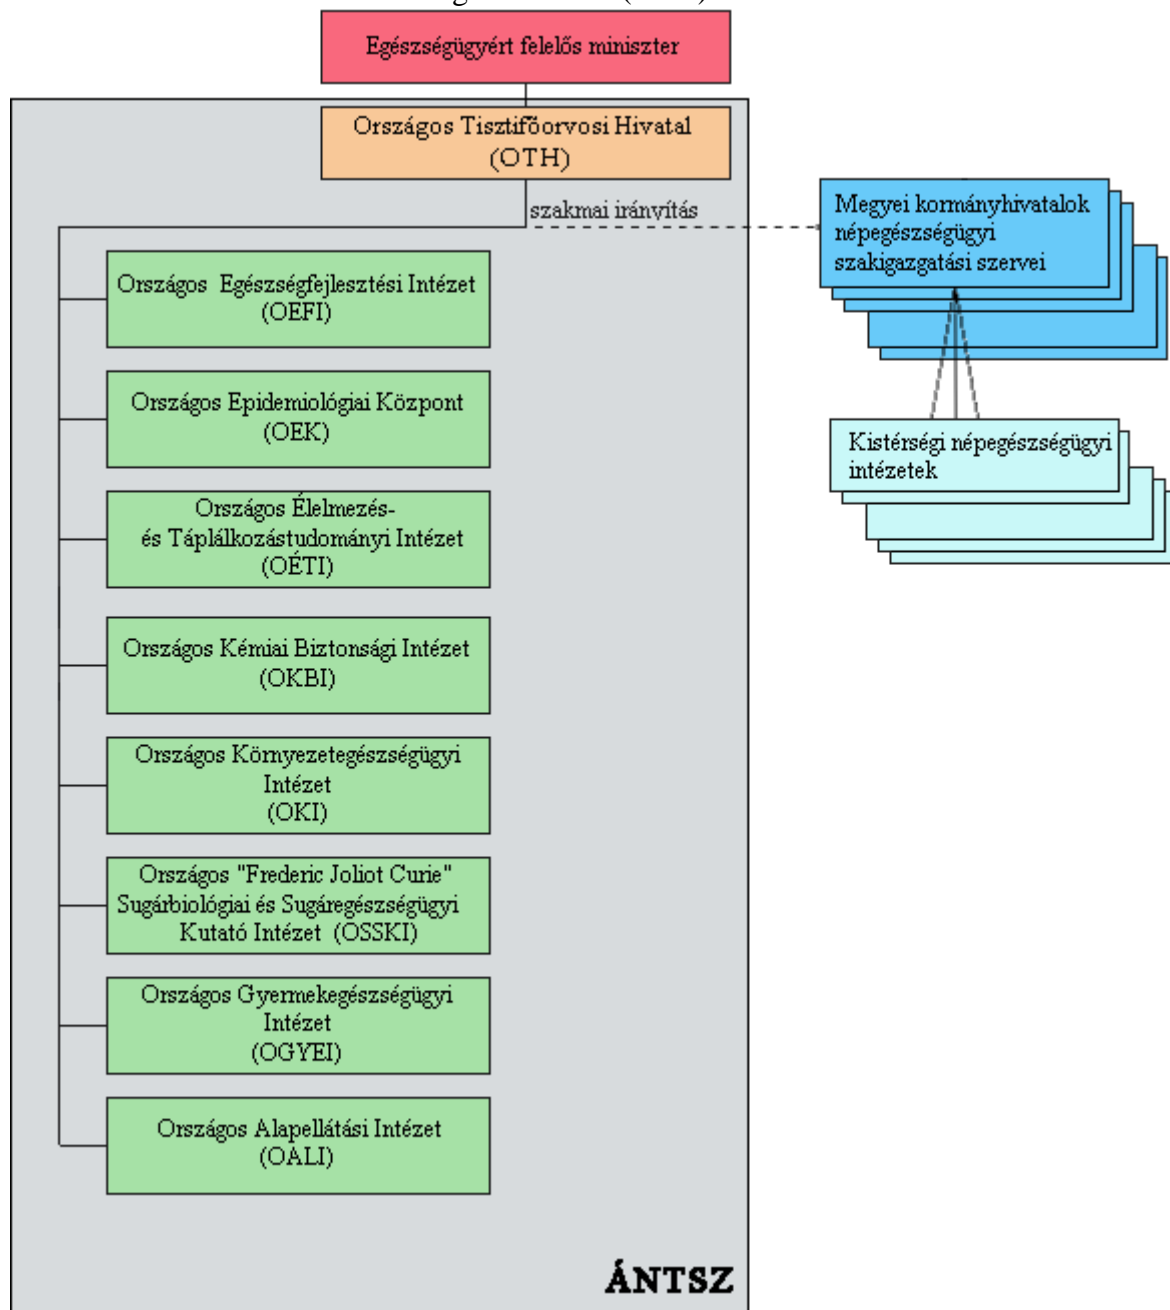 Egészségügyért felelős miniszter
Országos Tisztifőorvosi Hivatal
(OTH)
szakmai irányítás
Megyei kormányhivatalok
népegészségügyi
szakigazgatási szervei
Országos Egészségfejlesztési Intézet
(OEFI)
Országos Epidemiológiai Központ
(OEK)
Kistérségi népegészségügyi
intézetek
Országos Élelmezés-
és Táplálkozástudományi Intézet
(OÉTI)
Országos Kémiai Biztonsági Intézet
(OKBI)
Országos Környezetegészségügyi
Intézet
(OKI)
Országos "Frederic Joliot Curie"
Sugárbiológiai és Sugáregészségügyi
Kutató Intézet (OSSKI)
Országos Gyermekegészségügyi
Intézet
(OGYEI)
Országos Alapellátási Intézet
(OALI)
ÁNTSZ